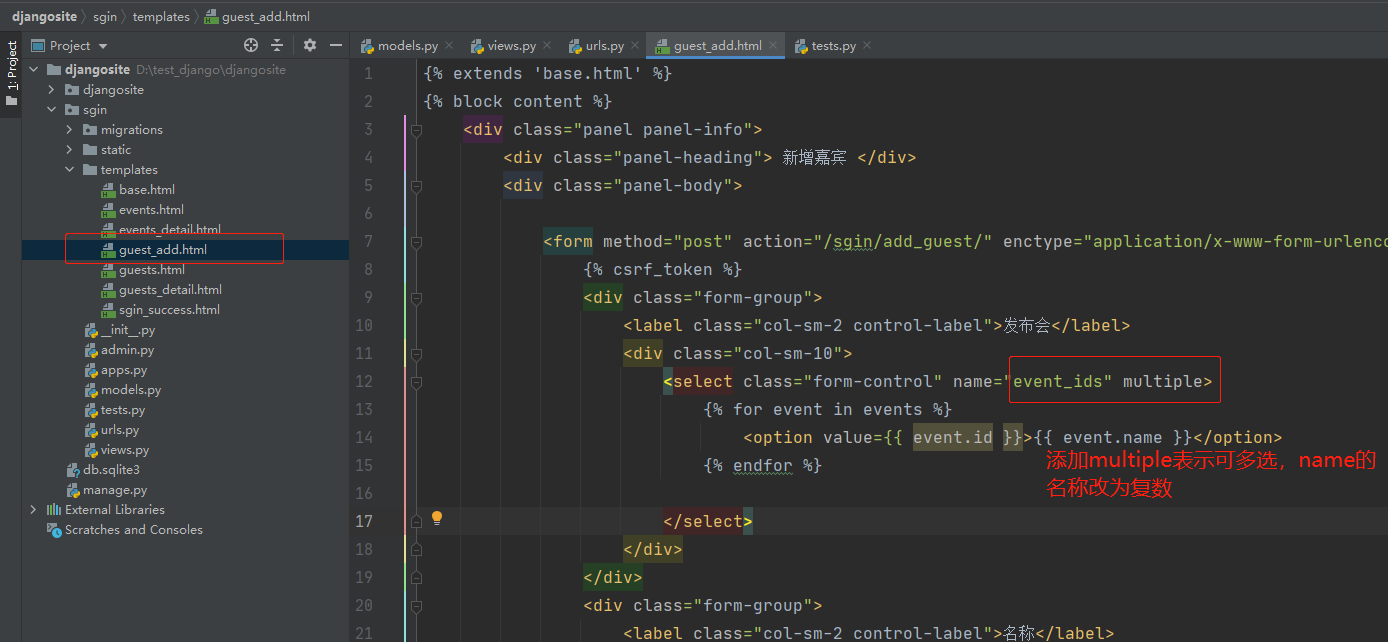 djangosite sgin templates guest_add.html
1: Project
Project
models.py views.py urls.py guest_add.html tests.py
djangosite D:\test_django\djangosite
djangosite
sgin
migrations
static
templates
base.html
events.html
events_detail.html
guest_add.html
guests.html
guests_detail.html
sgin_success.html
__init__.py
admin.py
apps.py
models.py
tests.py
urls.py
views.py
db.sqlite3
manage.py
External Libraries
Scratches and Consoles
1 {% extends 'base.html' %}
2 {% block content %}
3 <div class="panel panel-info">
4 <div class="panel-heading"> 新增嘉宾 </div>
5 <div class="panel-body">
6
7 <form method="post" action="/sgin/add_guest/" enctype="application/x-www-form-urlenco
8 {% csrf_token %}
9 <div class="form-group">
10 <label class="col-sm-2 control-label">发布会</label>
11 <div class="col-sm-10">
12 <select class="form-control" name="event_ids" multiple>
13 {% for event in events %}
14 <option value={{ event.id }}>{{ event.name }}</option>
15 {% endfor %}
添加multiple表示可多选，name的
名称改为复数
16
17 </select>
18 </div>
19 </div>
20 <div class="form-group">
21 <label class="col-sm-2 control-label">名称</label>